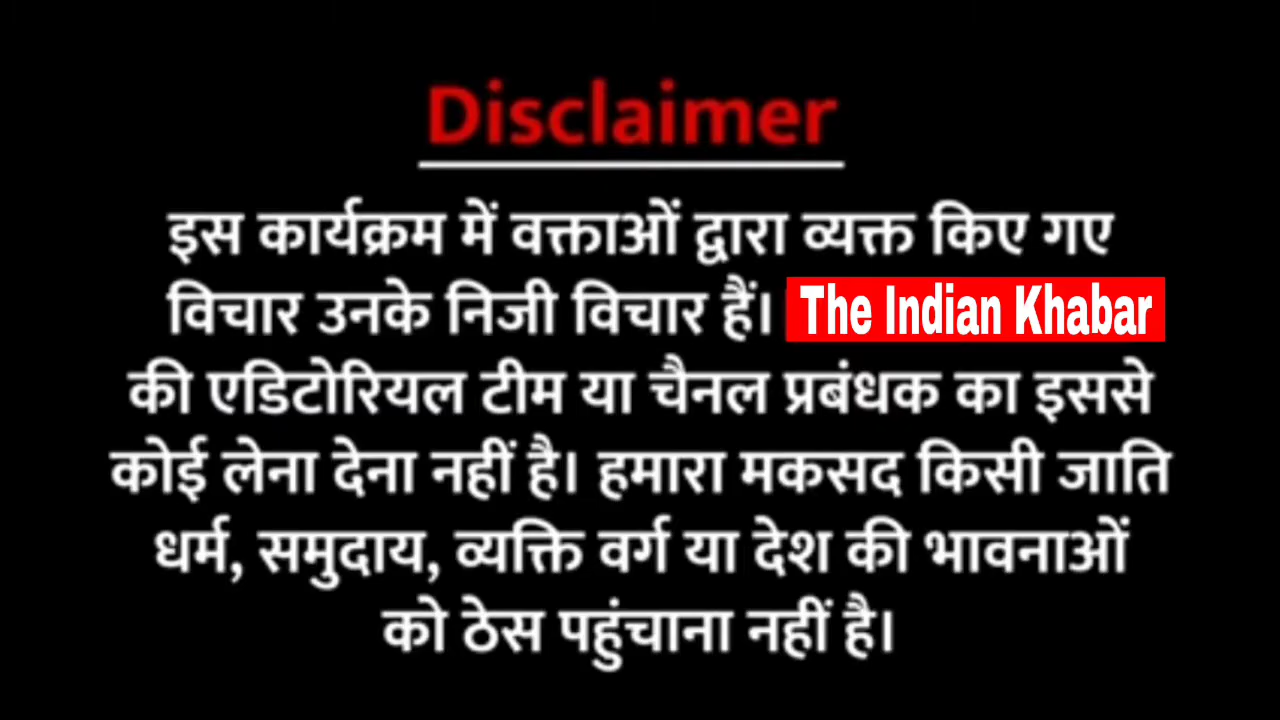 Disclaimer
इस कार्यक्रम में वक्ताओं द्वारा व्यक्त किए गए
विचार उनके निजी विचार हैं। The Indian Khabar
की एडिटोरियल टीम या चैनल प्रबंधक का इससे
कोई लेना देना नहीं है। हमारा मकसद किसी जाति
धर्म, समुदाय, व्यक्ति वर्ग या देश की भावनाओं
को ठेस पहुंचाना नहीं है।